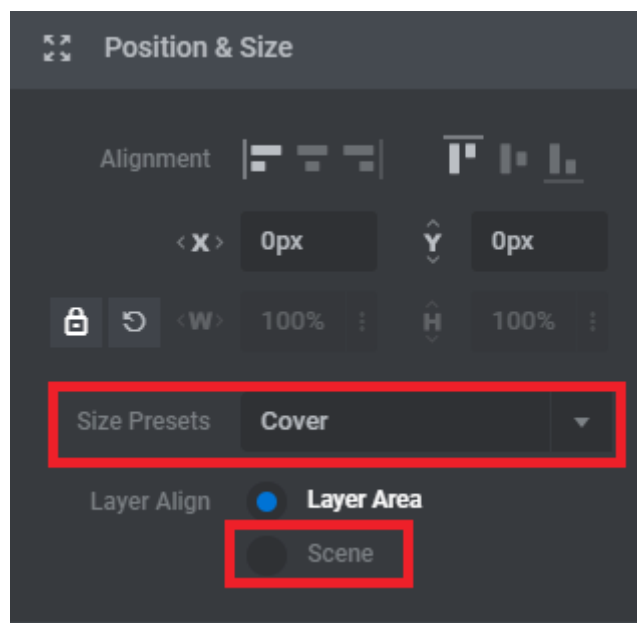 Position & Size
Alignment
X 0px Y 0px
W 100% H 100%
Size Presets Cover
Layer Align Layer Area
Scene